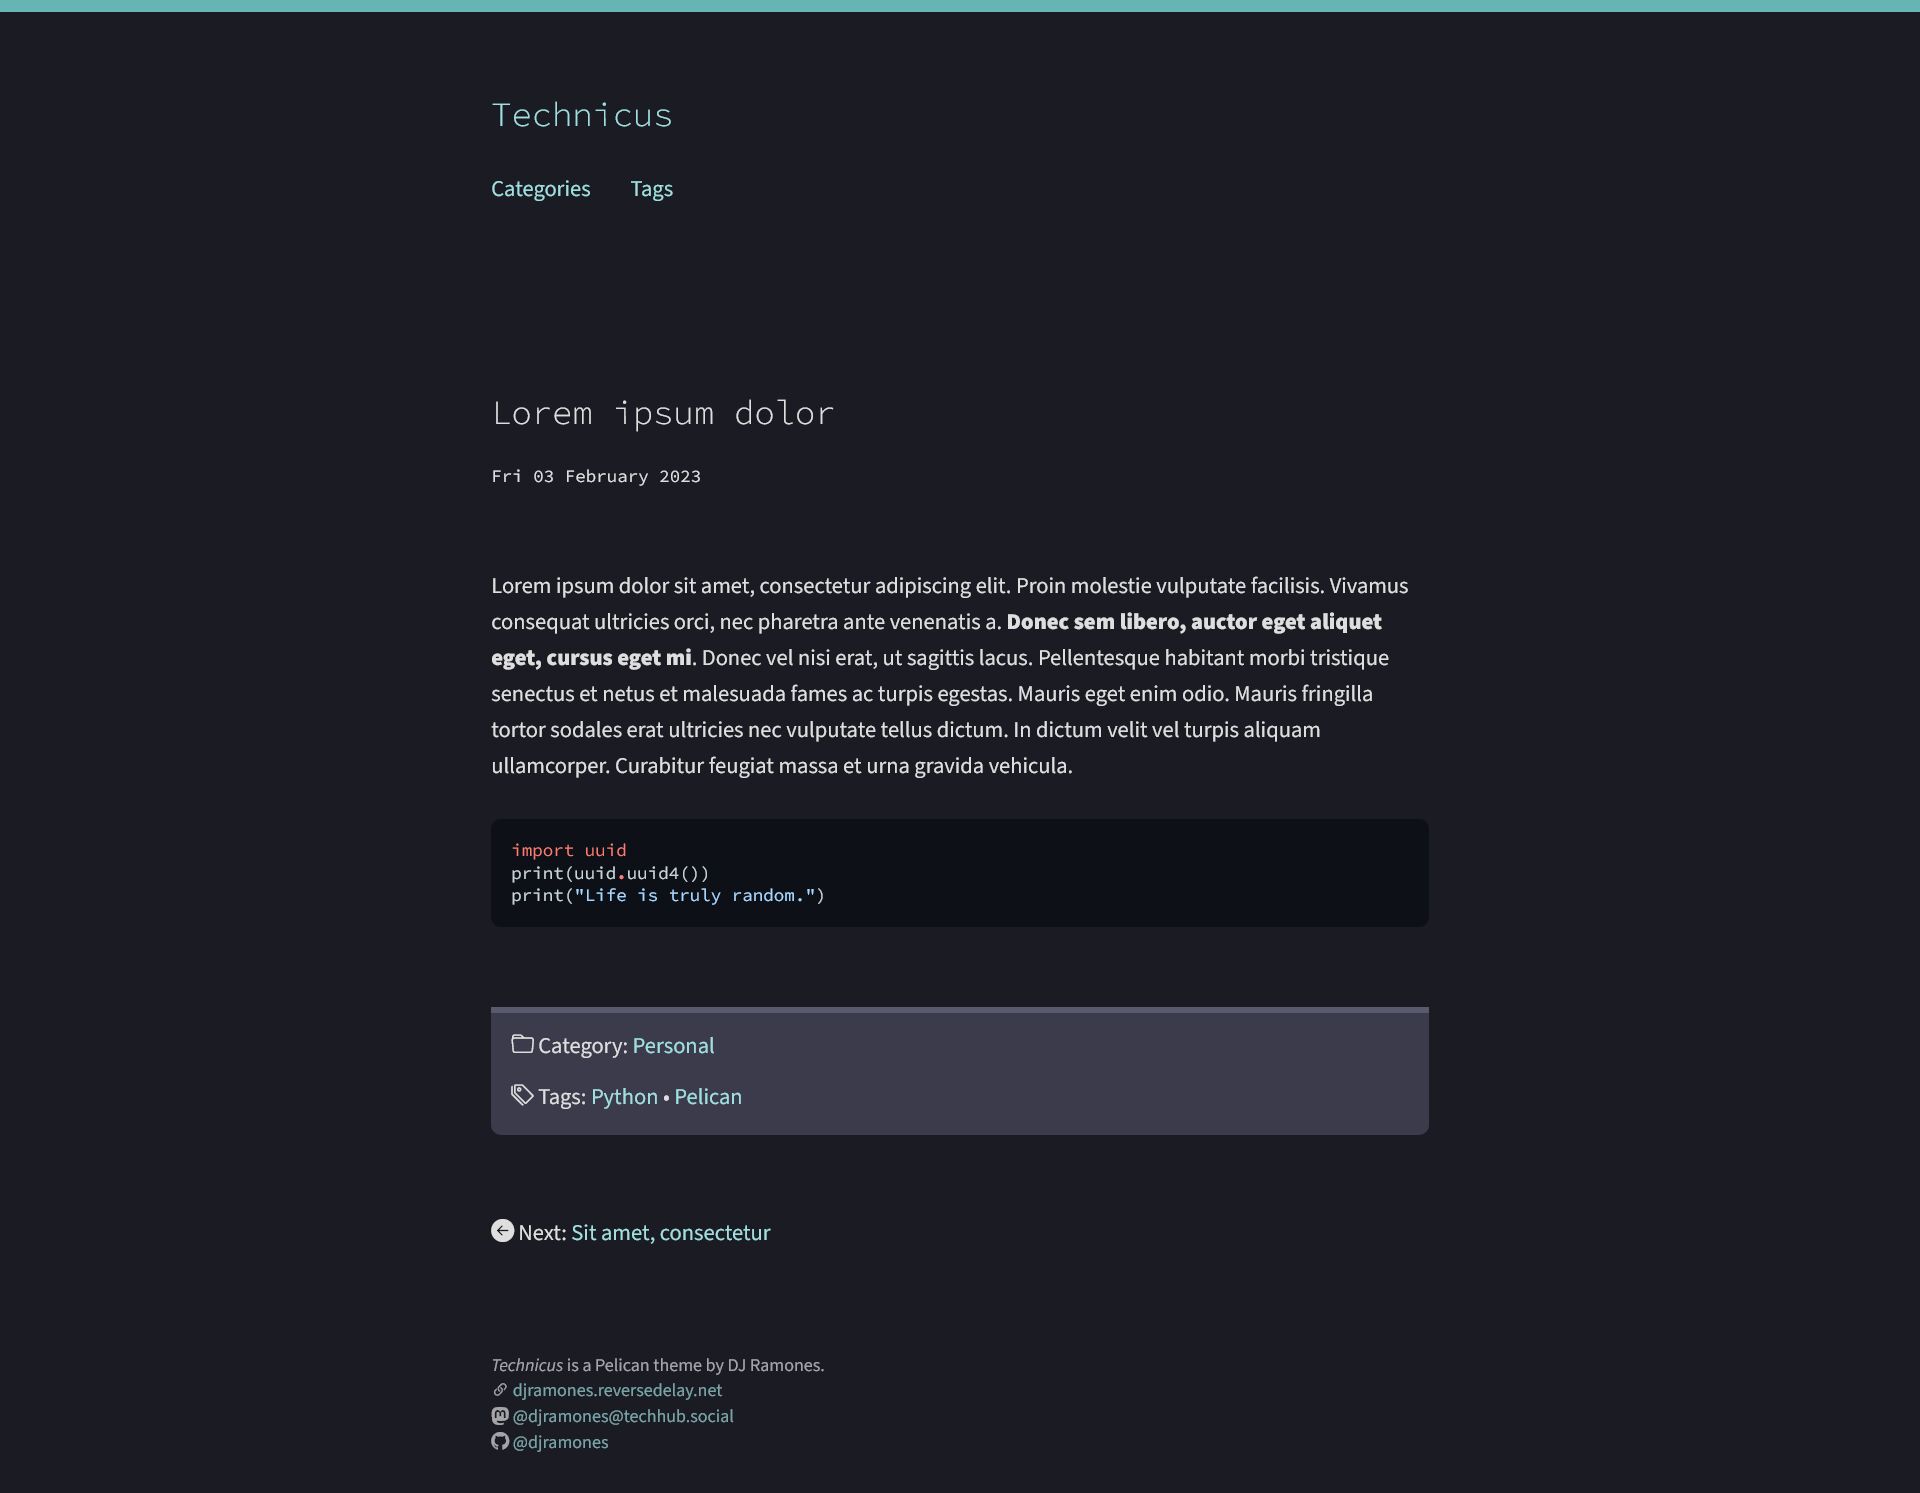 Technicus
Categories Tags
Lorem ipsum dolor
Fri 03 February 2023
Lorem ipsum dolor sit amet, consectetur adipiscing elit. Proin molestie vulputate facilisis. Vivamus
consequat ultricies orci, nec pharetra ante venenatis a. Donec sem libero, auctor eget aliquet
eget, cursus eget mi. Donec vel nisi erat, ut sagittis lacus. Pellentesque habitant morbi tristique
senectus et netus et malesuada fames ac turpis egestas. Mauris eget enim odio. Mauris fringilla
tortor sodales erat ultricies nec vulputate tellus dictum. In dictum velit vel turpis aliquam
ullamcorper. Curabitur feugiat massa et urna gravida vehicula.
import uuid
print(uuid.uuid4())
print("Life is truly random.")
Category: Personal
Tags: Python • Pelican
Next: Sit amet, consectetur
Technicus is a Pelican theme by DJ Ramones.
djramones.reversedelay.net
@djramones@techhub.social
@djramones